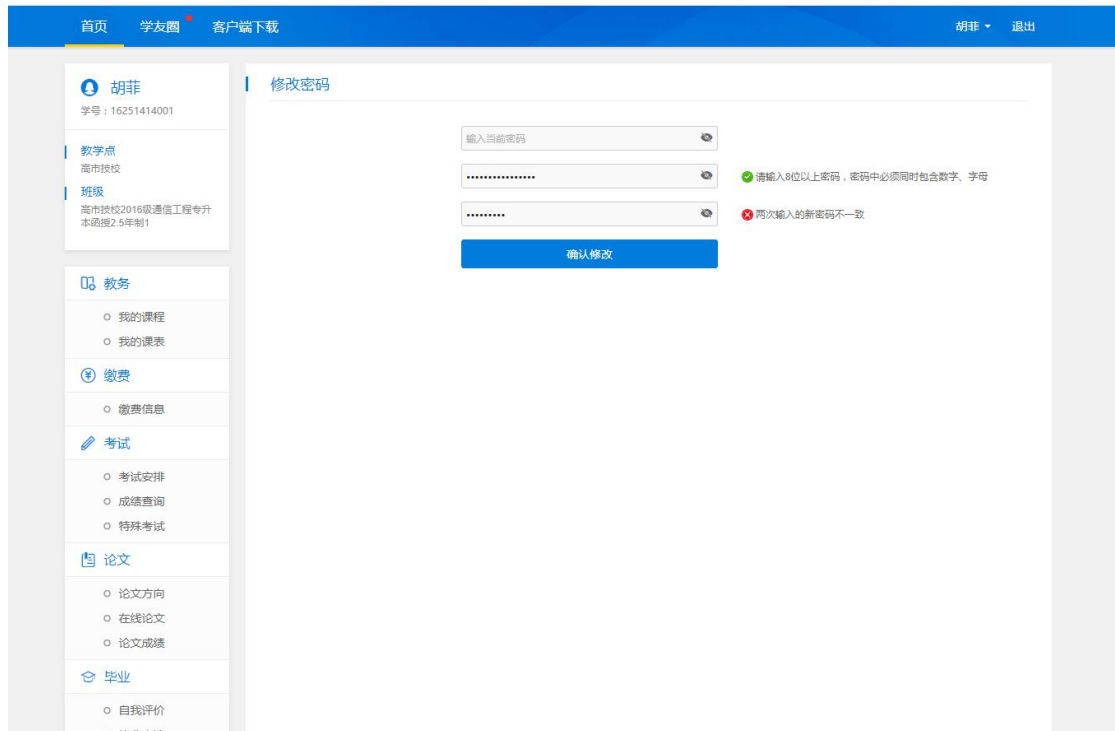 首页 学友圈 客户端下载 胡菲 退出
胡菲
学号：16251414001
教学点
高市技校
班级
高市技校2016级通信工程专升
本函授2.5年制1
教务
我的课程
我的课表
缴费
缴费信息
考试
考试安排
成绩查询
特殊考试
论文
论文方向
在线论文
论文成绩
毕业
自我评价
修改密码
输入当前密码
•••••••••••••••• 请输入8位以上密码，密码中必须同时包含数字、字母
••••••••• 两次输入的新密码不一致
确认修改